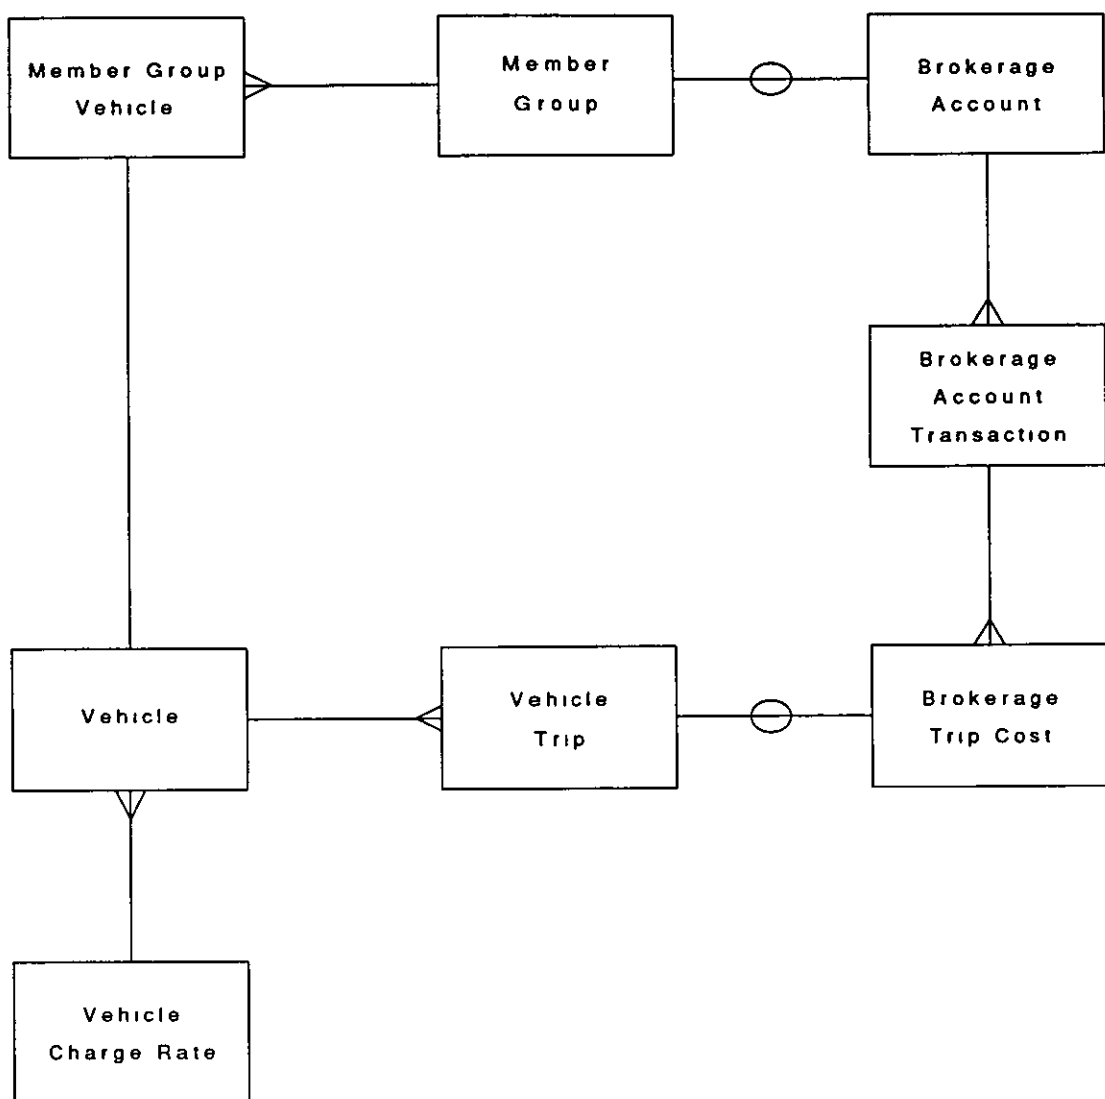 Member Group
Vehicle
Member
Group
Brokerage
Account
Brokerage
Account
Transaction
Vehicle
Vehicle
Trip
Brokerage
Trip Cost
Vehicle
Charge Rate